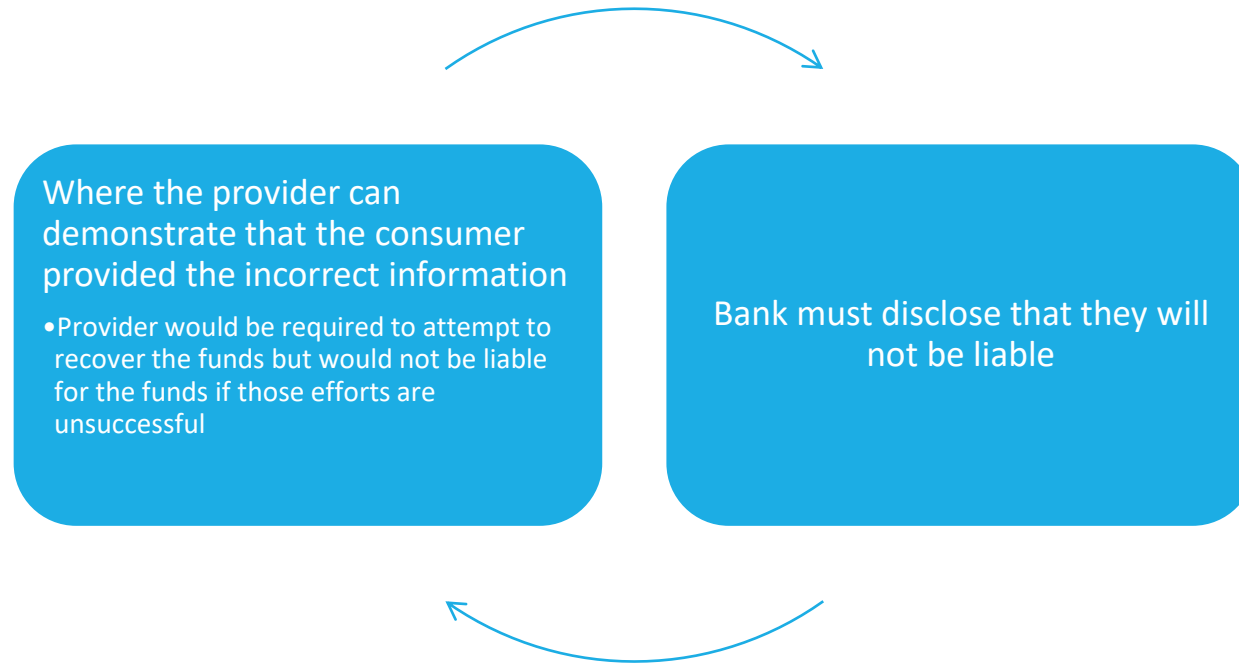 Where the provider can
demonstrate that the consumer
provided the incorrect information
•Provider would be required to attempt to
recover the funds but would not be liable
for the funds if those efforts are
unsuccessful
Bank must disclose that they will
not be liable